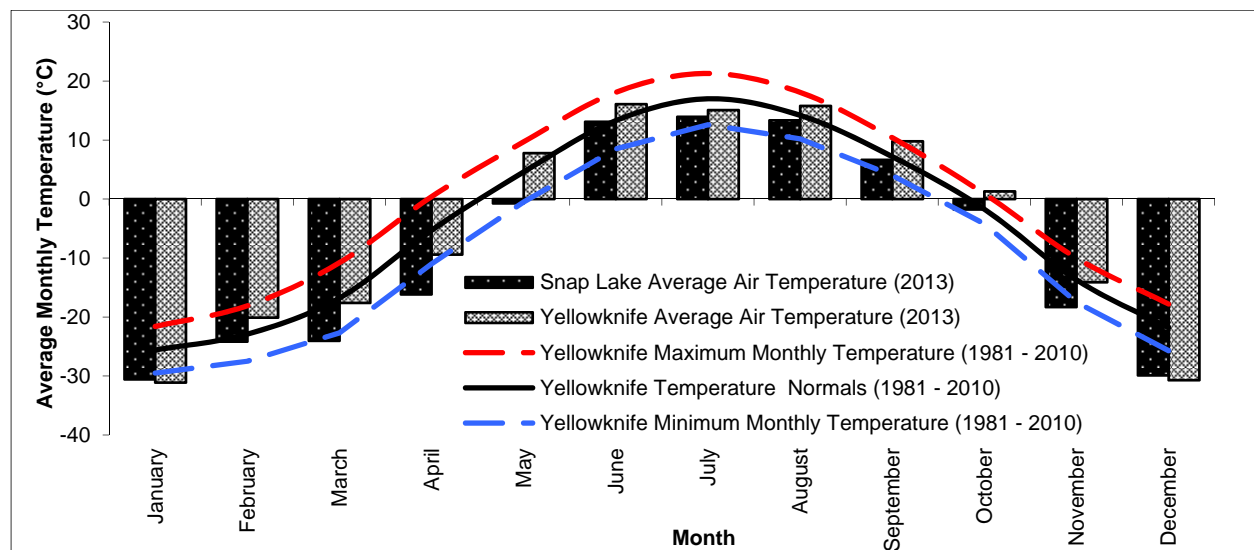 30
20
10
0
-10
-20
-30
-40
Average Monthly Temperature (°C)
Snap Lake Average Air Temperature (2013)
Yellowknife Average Air Temperature (2013)
Yellowknife Maximum Monthly Temperature (1981 - 2010)
Yellowknife Temperature Normals (1981 - 2010)
Yellowknife Minimum Monthly Temperature (1981 - 2010)
January
February
March
April
May
June
July
August
September
October
November
December
Month